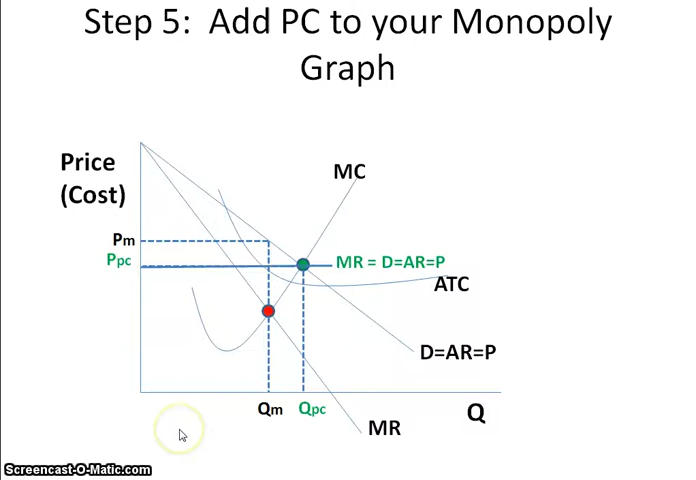 Step 5: Add PC to your Monopoly
Graph
Price
(Cost)
MC
Pm
Ppc
MR = D=AR=P
ATC
D=AR=P
Qm
Qpc
Q
MR
Screencast-O-Matic.com